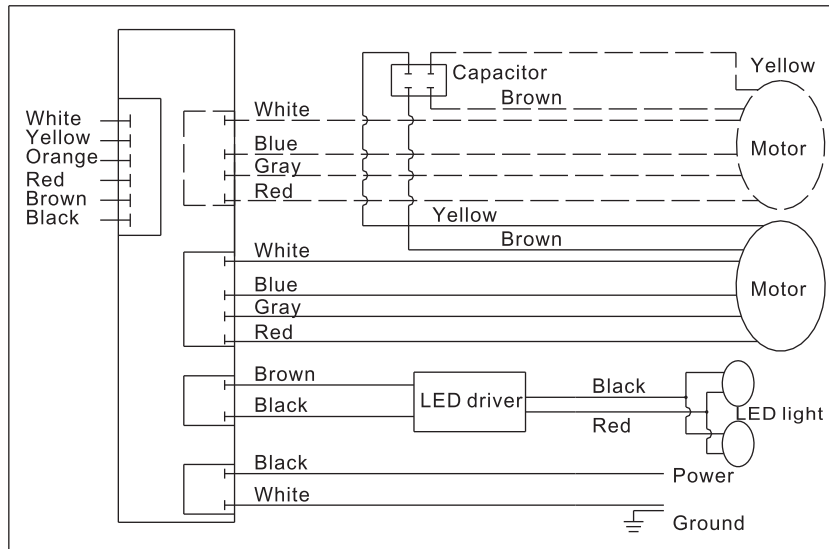 White
Yellow
Orange
Red
Brown
Black
White
Blue
Gray
Red
Capacitor
Brown
Yellow
Motor
Yellow
Brown
White
Blue
Gray
Red
Motor
Brown
Black
LED driver
Black
Red
LED light
Black
White
Power
Ground